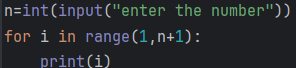 n=int(input("enter the number"))
for i in range(1,n+1):
    print(i)